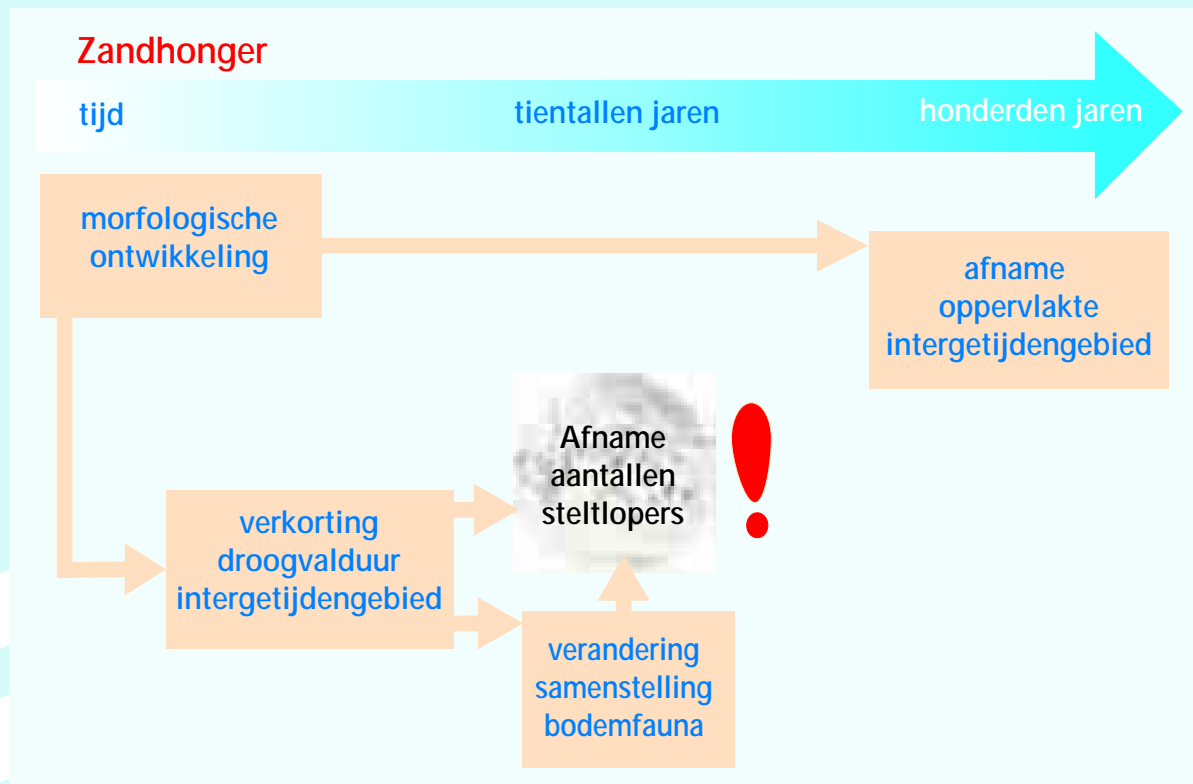 Zandhonger
tijd
tientallen jaren
honderden jaren
morfologische
ontwikkeling
afname
oppervlakte
intergetijdengebied
Afname
aantallen
steltlopers
!
verkorting
droogvalduur
intergetijdengebied
verandering
samenstelling
bodemfauna